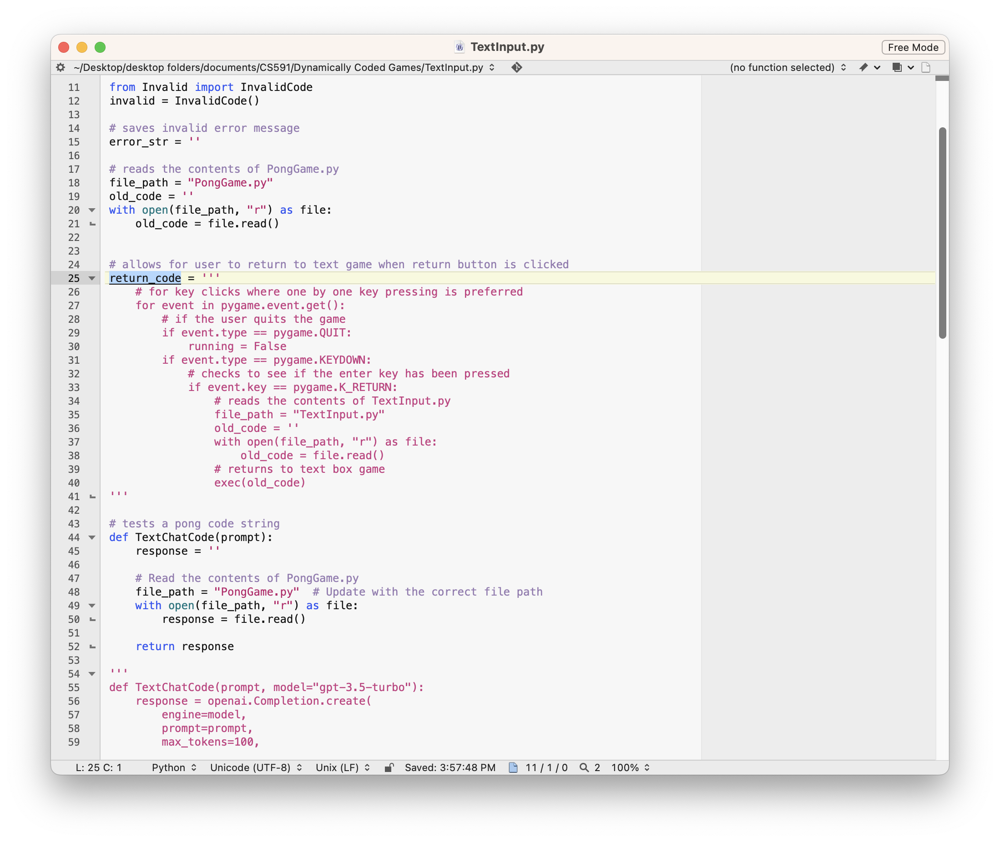 TextInput.py
Free Mode
~/Desktop/desktop folders/documents/CS591/Dynamically Coded Games/TextInput.py (no function selected)
11 from Invalid import InvalidCode
12 invalid = InvalidCode()
13
14 # saves invalid error message
15 error_str = ''
16
17 # reads the contents of PongGame.py
18 file_path = "PongGame.py"
19 old_code = ''
20 with open(file_path, "r") as file:
21     old_code = file.read()
22
23
24 # allows for user to return to text game when return button is clicked
25 return_code = '''
26     # for key clicks where one by one key pressing is preferred
27     for event in pygame.event.get():
28         # if the user quits the game
29         if event.type == pygame.QUIT:
30             running = False
31         if event.type == pygame.KEYDOWN:
32             # checks to see if the enter key has been pressed
33             if event.key == pygame.K_RETURN:
34                 # reads the contents of TextInput.py
35                 file_path = "TextInput.py"
36                 old_code = ''
37                 with open(file_path, "r") as file:
38                     old_code = file.read()
39                 # returns to text box game
40                 exec(old_code)
41 '''
42
43 # tests a pong code string
44 def TextChatCode(prompt):
45     response = ''
46
47     # Read the contents of PongGame.py
48     file_path = "PongGame.py"  # Update with the correct file path
49     with open(file_path, "r") as file:
50         response = file.read()
51
52     return response
53
54 '''
55 def TextChatCode(prompt, model="gpt-3.5-turbo"):
56     response = openai.Completion.create(
57         engine=model,
58         prompt=prompt,
59         max_tokens=100,
L: 25 C: 1 Python Unicode (UTF-8) Unix (LF) Saved: 3:57:48 PM 11 / 1 / 0 2 100%